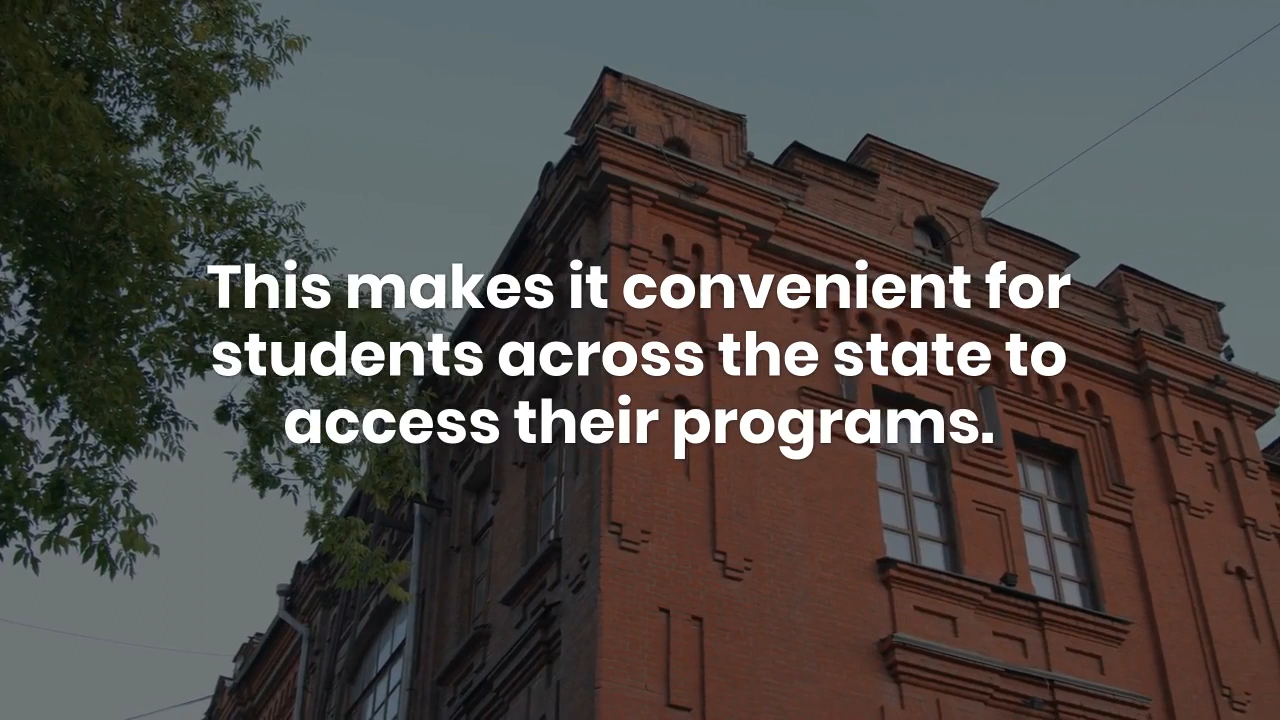 This makes it convenient for
students across the state to
access their programs.